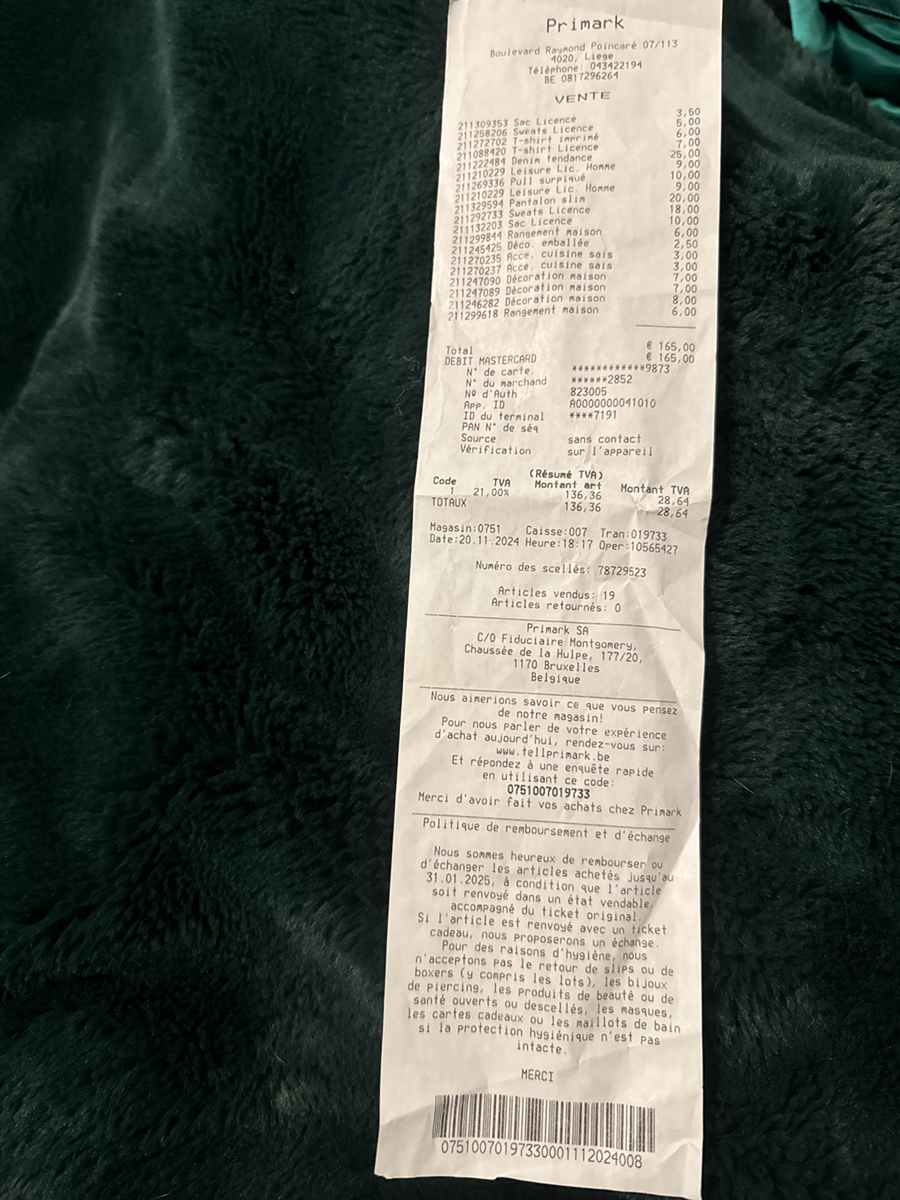 Primark
Boulevard Raymond Poincaré 07/113
4020, Liege
Téléphone: 043422194
BE 0817296264
VENTE
211309353 Sac Licence 3,50
211258206 Sweats Licence 5,00
211272702 T-shirt imprimé 6,00
211088420 T-shirt Licence 7,00
211222484 Denim tendance 25,00
211210229 Leisure Lic. Homme 9,00
211269336 Pull surpiqué 10,00
211210229 Leisure Lic. Homme 9,00
211329594 Pantalon slim 20,00
211292733 Sweats Licence 18,00
211132203 Sac Licence 10,00
211299844 Rangement maison 6,00
211245425 Déco. emballée 2,50
211270235 Acce. cuisine sais 3,00
211270237 Acce. cuisine sais 3,00
211247090 Décoration maison 7,00
211247089 Décoration maison 7,00
211246282 Décoration maison 8,00
211299618 Rangement maison 6,00
Total € 165,00
DEBIT MASTERCARD € 165,00
N° de carte. ************9873
N° du marchand ******2852
Nº d'Auth 823005
App. ID A0000000041010
ID du terminal ****7191
PAN N° de séq
Source sans contact
Vérification sur l'appareil
(Résumé TVA)
Code TVA Montant art Montant TVA
1 21,00% 136,36 28,64
TOTAUX 136,36 28,64
Magasin:0751 Caisse:007 Tran:019733
Date:20.11.2024 Heure:18:17 Oper:10565427
Numéro des scellés: 78729523
Articles vendus: 19
Articles retournés: 0
Primark SA
C/O Fiduciaire Montgomery,
Chaussée de la Hulpe, 177/20,
1170 Bruxelles
Belgique
Nous aimerions savoir ce que vous pensez
de notre magasin!
Pour nous parler de votre expérience
d'achat aujourd'hui, rendez-vous sur:
www.tellprimark.be
Et répondez à une enquête rapide
en utilisant ce code:
0751007019733
Merci d'avoir fait vos achats chez Primark
Politique de remboursement et d'échange
Nous sommes heureux de rembourser ou
d'échanger les articles achetés jusqu'au
31.01.2025, à condition que l'article
soit renvoyé dans un état vendable,
accompagné du ticket original.
Si l'article est renvoyé avec un ticket
cadeau, nous proposerons un échange.
Pour des raisons d'hygiène, nous
n'acceptons pas le retour de slips ou de
boxers (y compris les lots), les bijoux
de piercing, les produits de beauté ou de
santé ouverts ou descellés, les masques,
les cartes cadeaux ou les maillots de bain
si la protection hygiénique n'est pas
intacte.
MERCI
07510070197330001112024008